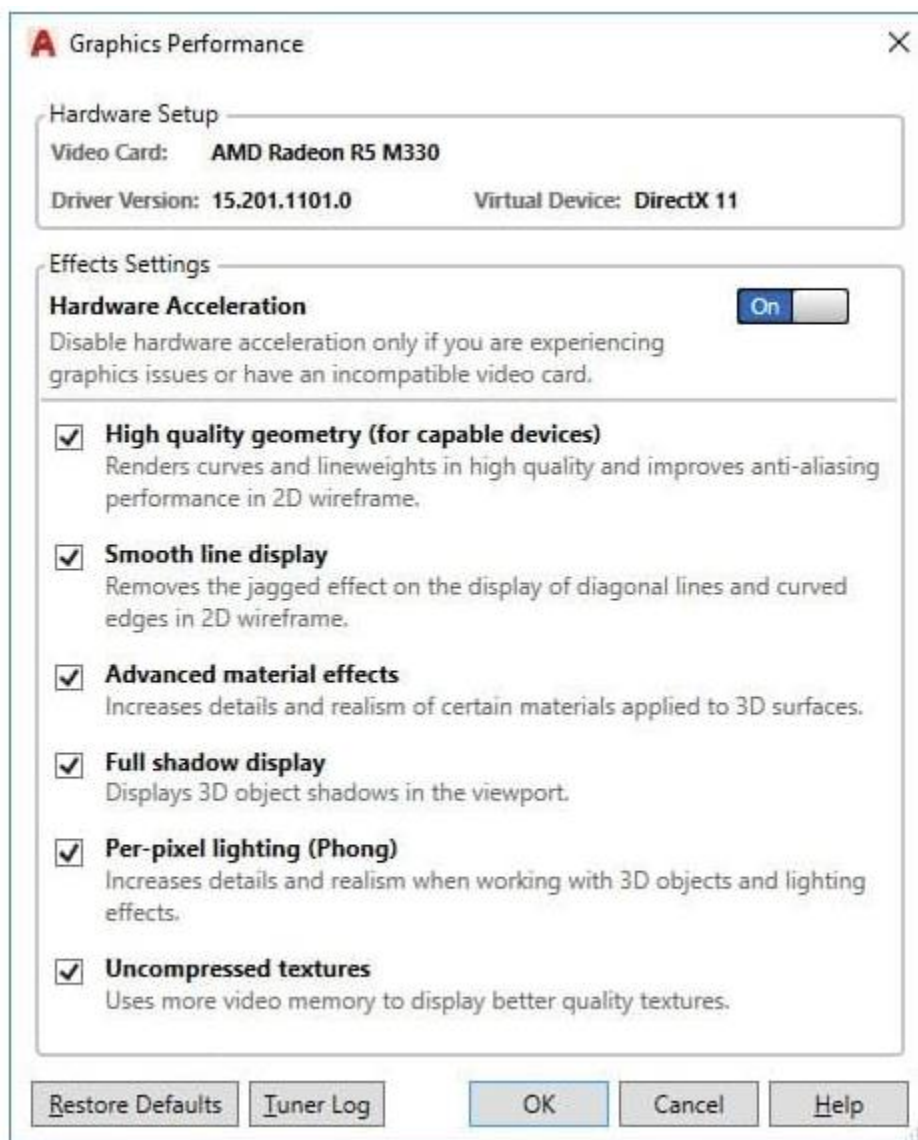 Graphics Performance
Hardware Setup
Video Card: AMD Radeon R5 M330
Driver Version: 15.201.1101.0 Virtual Device: DirectX 11
Effects Settings
Hardware Acceleration On
Disable hardware acceleration only if you are experiencing
graphics issues or have an incompatible video card.
High quality geometry (for capable devices)
Renders curves and lineweights in high quality and improves anti-aliasing
performance in 2D wireframe.
Smooth line display
Removes the jagged effect on the display of diagonal lines and curved
edges in 2D wireframe.
Advanced material effects
Increases details and realism of certain materials applied to 3D surfaces.
Full shadow display
Displays 3D object shadows in the viewport.
Per-pixel lighting (Phong)
Increases details and realism when working with 3D objects and lighting
effects.
Uncompressed textures
Uses more video memory to display better quality textures.
Restore Defaults Tuner Log OK Cancel Help